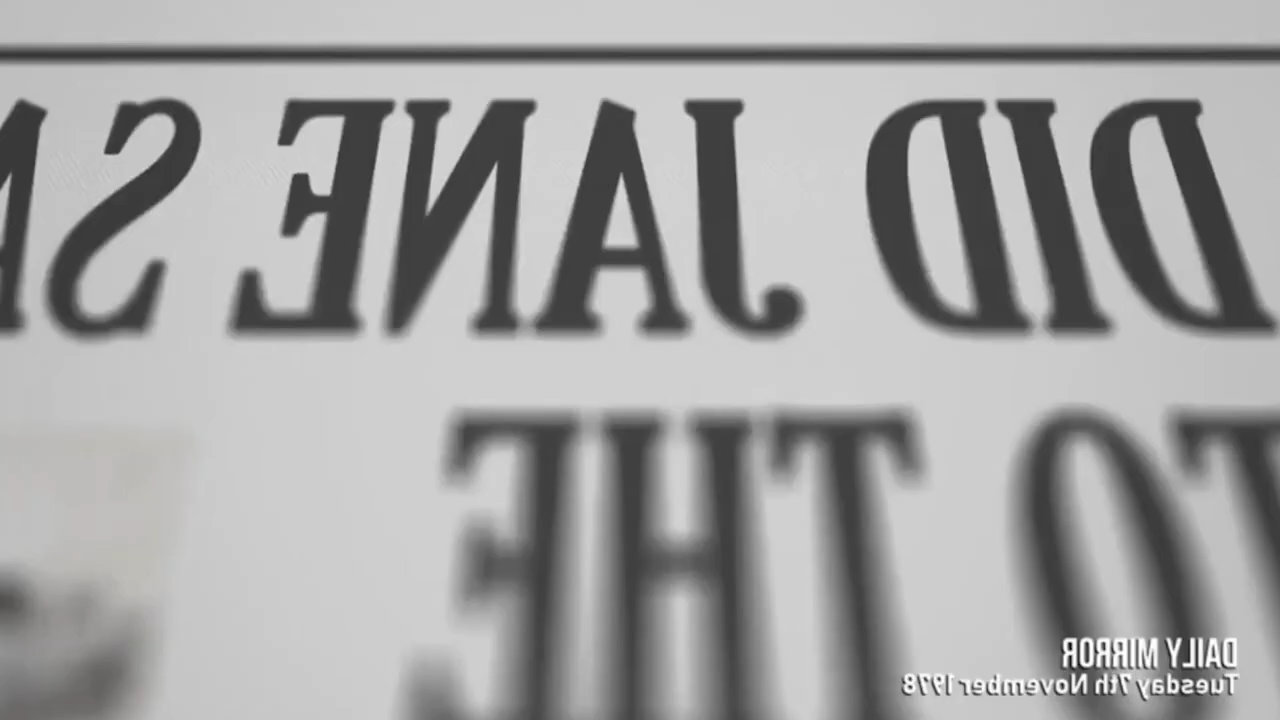 DID JANE
TO THE
DAILY MIRROR
Tuesday 7th November 1978